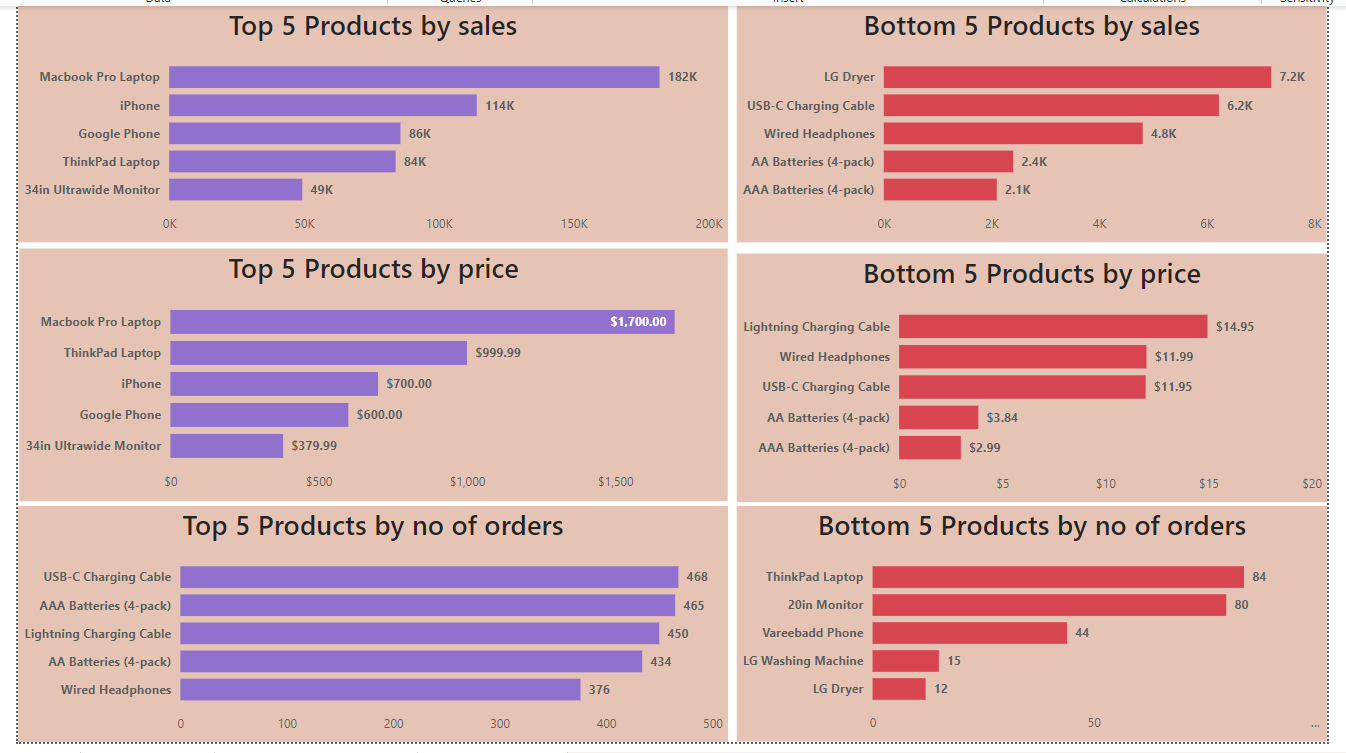 Data Queries Insert Calculations Sensitivity
Top 5 Products by sales
Macbook Pro Laptop 182K
iPhone 114K
Google Phone 86K
ThinkPad Laptop 84K
34in Ultrawide Monitor 49K
0K 50K 100K 150K 200K
Bottom 5 Products by sales
LG Dryer 7.2K
USB-C Charging Cable 6.2K
Wired Headphones 4.8K
AA Batteries (4-pack) 2.4K
AAA Batteries (4-pack) 2.1K
0K 2K 4K 6K 8K
Top 5 Products by price
Macbook Pro Laptop $1,700.00
ThinkPad Laptop $999.99
iPhone $700.00
Google Phone $600.00
34in Ultrawide Monitor $379.99
$0 $500 $1,000 $1,500
Bottom 5 Products by price
Lightning Charging Cable $14.95
Wired Headphones $11.99
USB-C Charging Cable $11.95
AA Batteries (4-pack) $3.84
AAA Batteries (4-pack) $2.99
$0 $5 $10 $15 $20
Top 5 Products by no of orders
USB-C Charging Cable 468
AAA Batteries (4-pack) 465
Lightning Charging Cable 450
AA Batteries (4-pack) 434
Wired Headphones 376
0 100 200 300 400 500
Bottom 5 Products by no of orders
ThinkPad Laptop 84
20in Monitor 80
Vareebadd Phone 44
LG Washing Machine 15
LG Dryer 12
0 50 ...